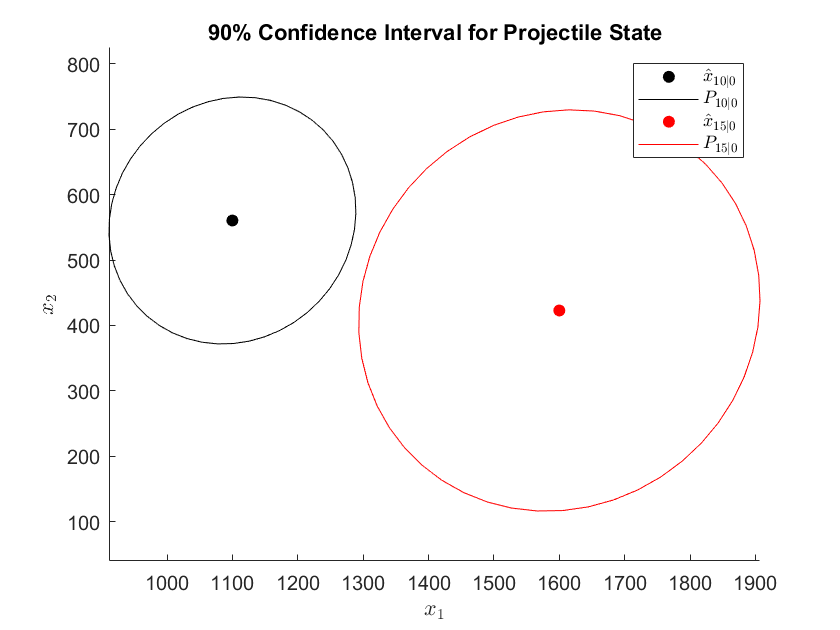 90% Confidence Interval for Projectile State
800
700
600
500
400
300
200
100
x₂
x̂₁₀|₀
P₁₀|₀
x̂₁₅|₀
P₁₅|₀
1000 1100 1200 1300 1400 1500 1600 1700 1800 1900
x₁